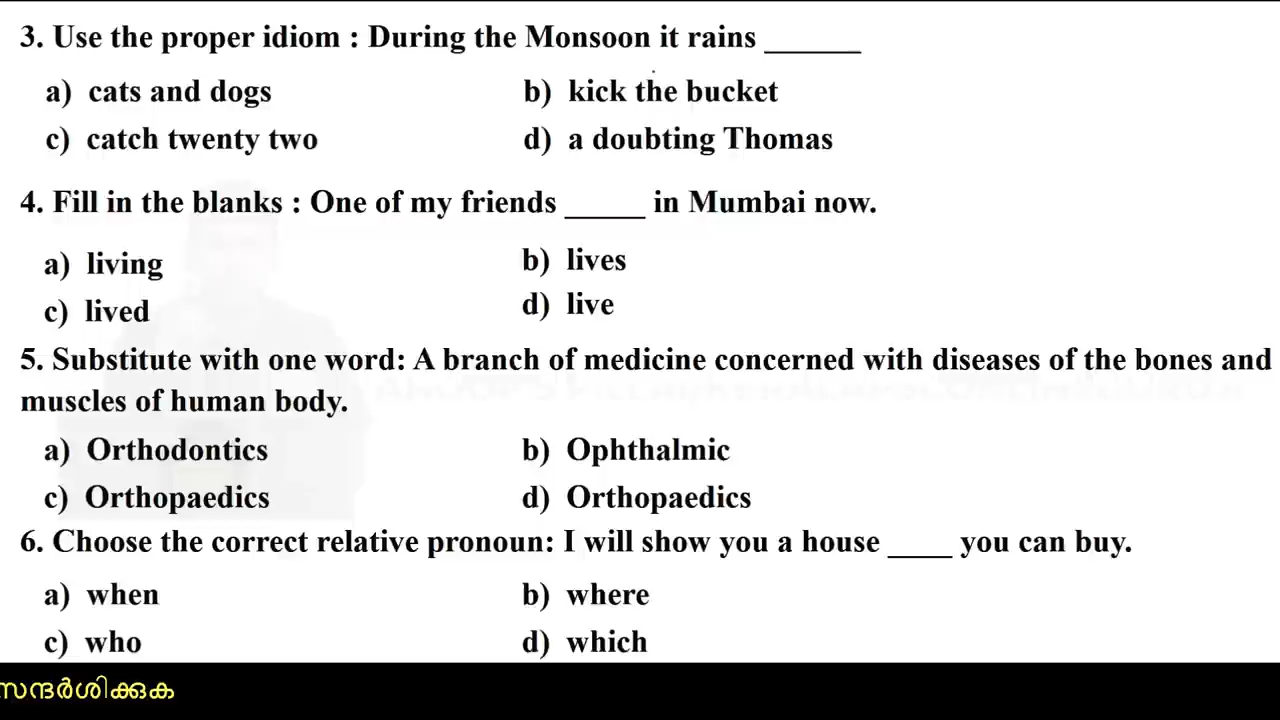 3. Use the proper idiom : During the Monsoon it rains ______
a) cats and dogs b) kick the bucket
c) catch twenty two d) a doubting Thomas
4. Fill in the blanks : One of my friends _____ in Mumbai now.
a) living b) lives
c) lived d) live
5. Substitute with one word: A branch of medicine concerned with diseases of the bones and
muscles of human body.
a) Orthodontics b) Ophthalmic
c) Orthopaedics d) Orthopaedics
6. Choose the correct relative pronoun: I will show you a house ____ you can buy.
a) when b) where
c) who d) which
സന്ദർശിക്കുക